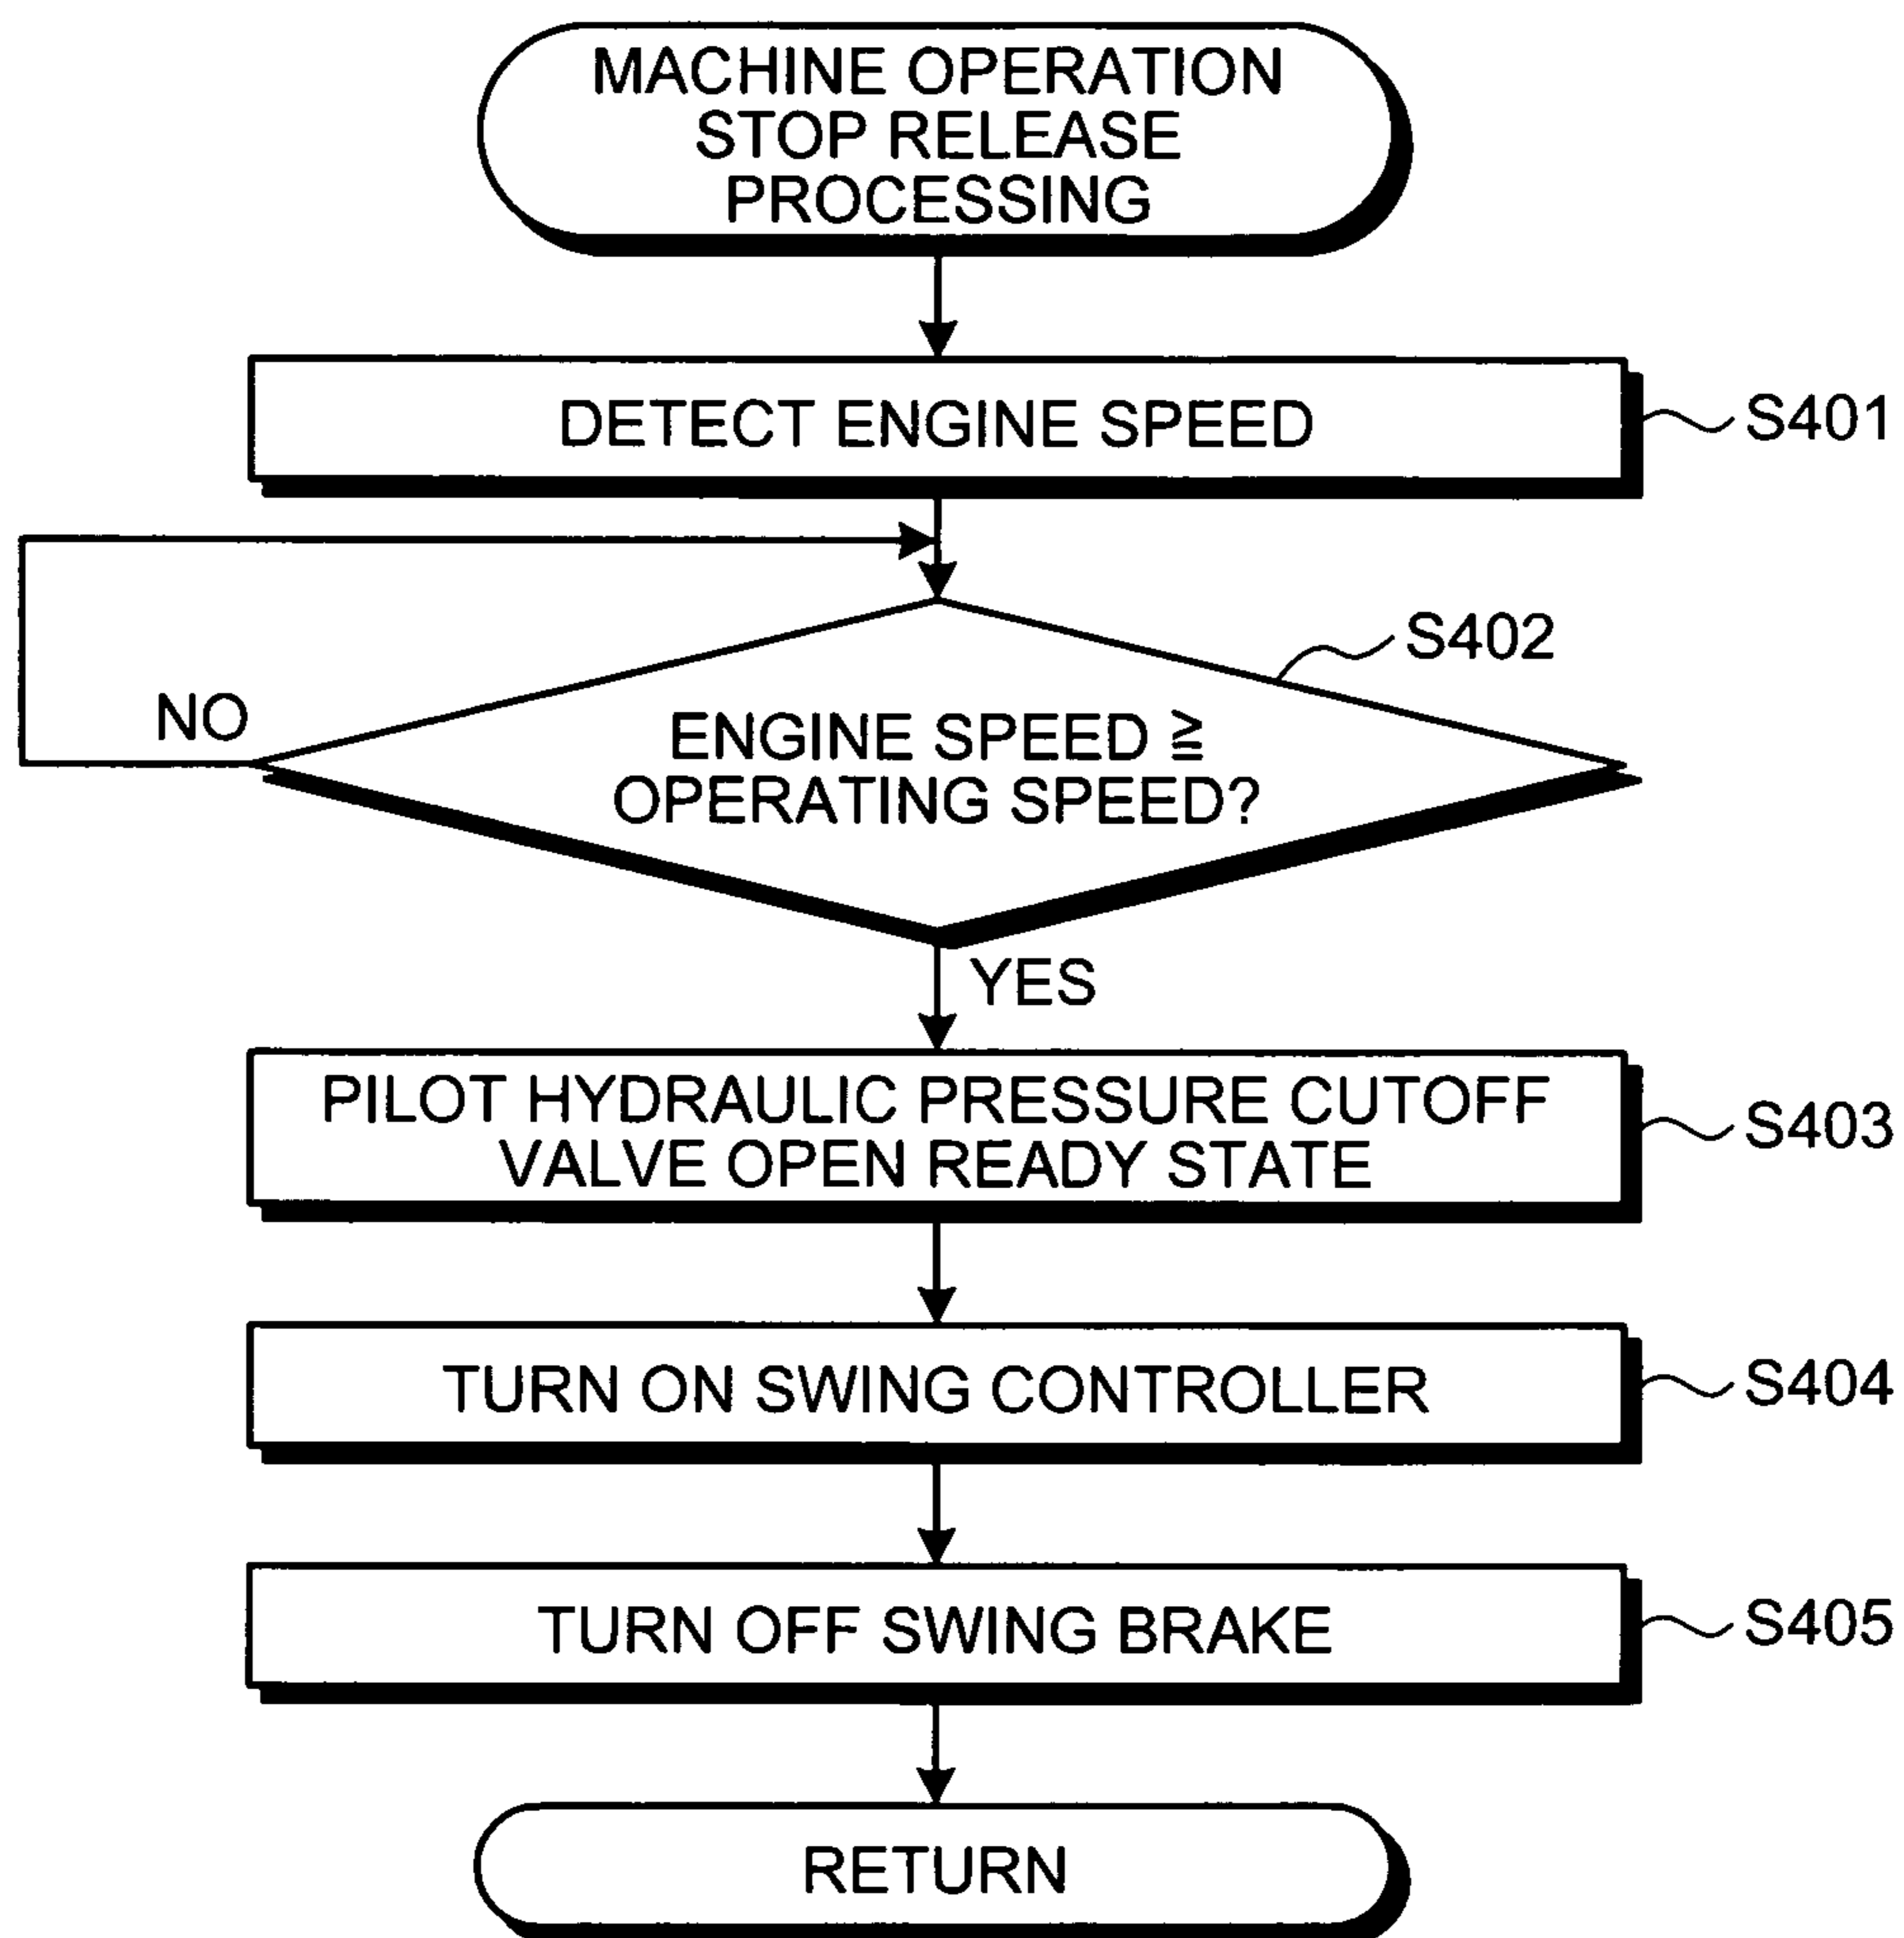 MACHINE OPERATION
STOP RELEASE
PROCESSING
DETECT ENGINE SPEED
S401
S402
NO
ENGINE SPEED ≧
OPERATING SPEED?
YES
PILOT HYDRAULIC PRESSURE CUTOFF
VALVE OPEN READY STATE
S403
TURN ON SWING CONTROLLER
S404
TURN OFF SWING BRAKE
S405
RETURN